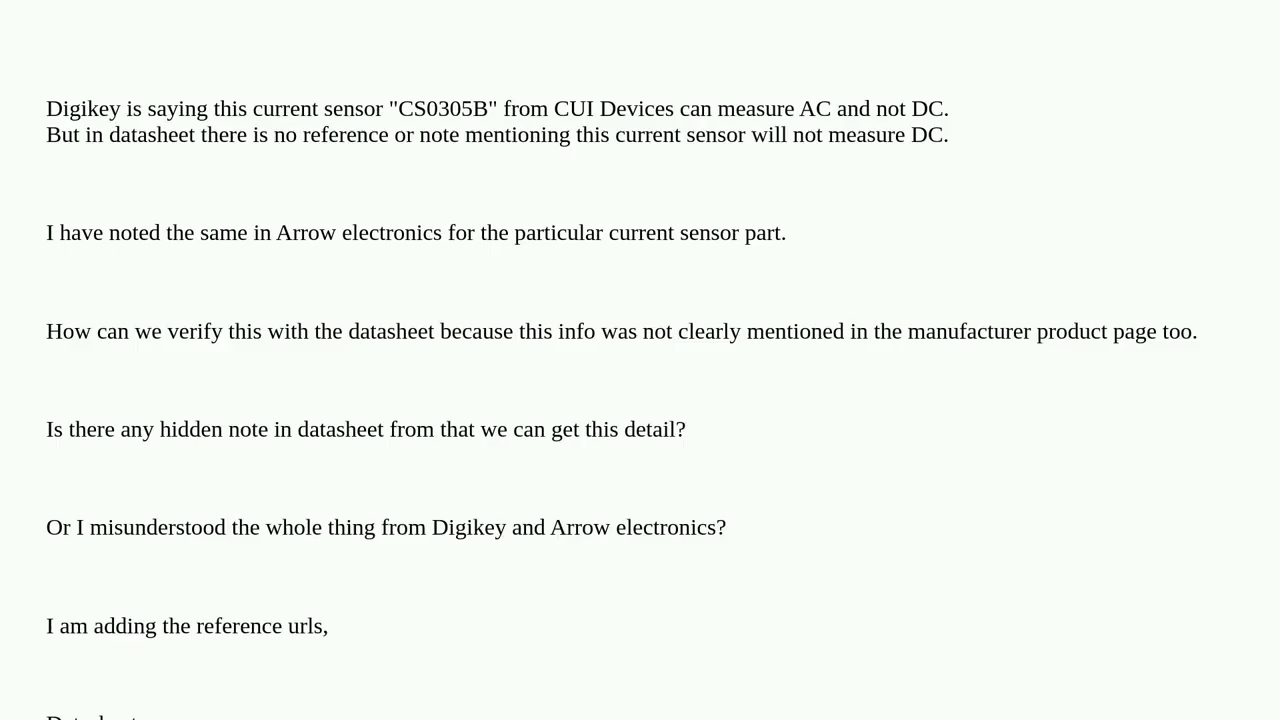 Digikey is saying this current sensor "CS0305B" from CUI Devices can measure AC and not DC.
But in datasheet there is no reference or note mentioning this current sensor will not measure DC.
I have noted the same in Arrow electronics for the particular current sensor part.
How can we verify this with the datasheet because this info was not clearly mentioned in the manufacturer product page too.
Is there any hidden note in datasheet from that we can get this detail?
Or I misunderstood the whole thing from Digikey and Arrow electronics?
I am adding the reference urls,